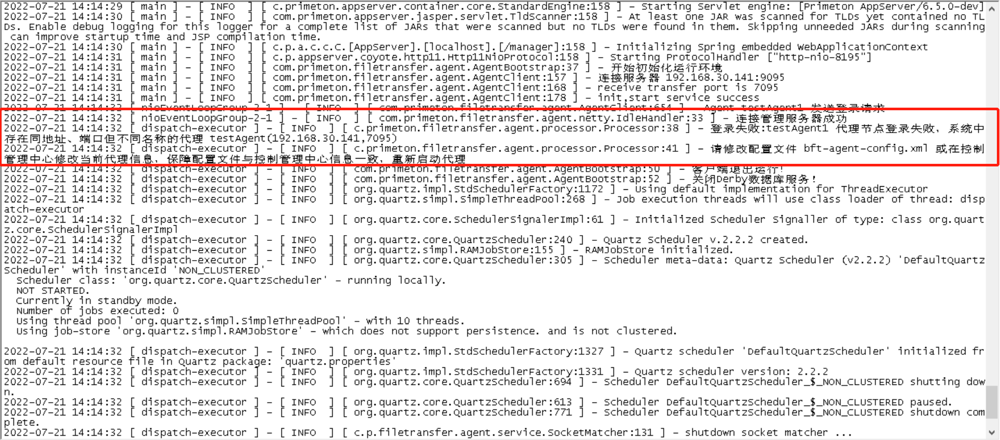 2022-07-21 14:14:29 [ main ] - [ INFO  ] [ c.primeton.appserver.container.core.StandardEngine:158 ] - Starting Servlet engine: [Primeton AppServer/6.5.0-dev]
2022-07-21 14:14:30 [ main ] - [ INFO  ] [ com.primeton.appserver.jasper.servlet.TldScanner:158 ] - At least one JAR was scanned for TLDs yet contained no TL
Ds. Enable debug logging for this logger for a complete list of JARs that were scanned but no TLDs were found in them. Skipping unneeded JARs during scanning
 can improve startup time and JSP compilation time.
2022-07-21 14:14:30 [ main ] - [ INFO  ] [ c.p.a.c.c.C.[AppServer].[localhost].[/manager]:158 ] - Initializing Spring embedded WebApplicationContext
2022-07-21 14:14:31 [ main ] - [ INFO  ] [ c.p.appserver.coyote.http11.Http11NioProtocol:158 ] - Starting ProtocolHandler ["http-nio-8195"]
2022-07-21 14:14:31 [ main ] - [ INFO  ] [ com.primeton.filetransfer.agent.AgentBootstrap:37 ] - 开始初始化运行环境
2022-07-21 14:14:31 [ main ] - [ INFO  ] [ com.primeton.filetransfer.agent.AgentClient:157 ] - 连接服务器 192.168.30.141:9095
2022-07-21 14:14:31 [ main ] - [ INFO  ] [ com.primeton.filetransfer.agent.AgentClient:168 ] - receive transfer port is 7095
2022-07-21 14:14:31 [ main ] - [ INFO  ] [ com.primeton.filetransfer.agent.AgentClient:178 ] - init,start service success
2022-07-21 14:14:32 [ nioEventLoopGroup-2-1 ] - [ INFO  ] [ com.primeton.filetransfer.agent.AgentClient:654 ] - Agent testAgent1 发送登录请求
2022-07-21 14:14:32 [ nioEventLoopGroup-2-1 ] - [ INFO  ] [ com.primeton.filetransfer.agent.netty.IdleHandler:33 ] - 连接管理服务器成功
2022-07-21 14:14:32 [ dispatch-executor ] - [ INFO  ] [ c.primeton.filetransfer.agent.processor.Processor:38 ] - 登录失败:testAgent1 代理节点登录失败，系统中
存在同地址、端口但不同名称的代理 testAgent(192.168.30.141,7095)
2022-07-21 14:14:32 [ dispatch-executor ] - [ INFO  ] [ c.primeton.filetransfer.agent.processor.Processor:41 ] - 请修改配置文件 bft-agent-config.xml 或在控制
管理中心修改当前代理信息，保障配置文件与控制管理中心信息一致，重新启动代理
2022-07-21 14:14:32 [ dispatch-executor ] - [ INFO  ] [ com.primeton.filetransfer.agent.AgentBootstrap:50 ] - 客户端退出运行!
2022-07-21 14:14:32 [ dispatch-executor ] - [ INFO  ] [ com.primeton.filetransfer.agent.AgentBootstrap:52 ] - 关闭Derby数据库服务!
2022-07-21 14:14:32 [ dispatch-executor ] - [ INFO  ] [ org.quartz.impl.StdSchedulerFactory:1172 ] - Using default implementation for ThreadExecutor
2022-07-21 14:14:32 [ dispatch-executor ] - [ INFO  ] [ org.quartz.simpl.SimpleThreadPool:268 ] - Job execution threads will use class loader of thread: disp
atch-executor
2022-07-21 14:14:32 [ dispatch-executor ] - [ INFO  ] [ org.quartz.core.SchedulerSignalerImpl:61 ] - Initialized Scheduler Signaller of type: class org.quart
z.core.SchedulerSignalerImpl
2022-07-21 14:14:32 [ dispatch-executor ] - [ INFO  ] [ org.quartz.core.QuartzScheduler:240 ] - Quartz Scheduler v.2.2.2 created.
2022-07-21 14:14:32 [ dispatch-executor ] - [ INFO  ] [ org.quartz.simpl.RAMJobStore:155 ] - RAMJobStore initialized.
2022-07-21 14:14:32 [ dispatch-executor ] - [ INFO  ] [ org.quartz.core.QuartzScheduler:305 ] - Scheduler meta-data: Quartz Scheduler (v2.2.2) 'DefaultQuartz
Scheduler' with instanceId 'NON_CLUSTERED'
  Scheduler class: 'org.quartz.core.QuartzScheduler' - running locally.
  NOT STARTED.
  Currently in standby mode.
  Number of jobs executed: 0
  Using thread pool 'org.quartz.simpl.SimpleThreadPool' - with 10 threads.
  Using job-store 'org.quartz.simpl.RAMJobStore' - which does not support persistence. and is not clustered.
2022-07-21 14:14:32 [ dispatch-executor ] - [ INFO  ] [ org.quartz.impl.StdSchedulerFactory:1327 ] - Quartz scheduler 'DefaultQuartzScheduler' initialized fr
om default resource file in Quartz package: 'quartz.properties'
2022-07-21 14:14:32 [ dispatch-executor ] - [ INFO  ] [ org.quartz.impl.StdSchedulerFactory:1331 ] - Quartz scheduler version: 2.2.2
2022-07-21 14:14:32 [ dispatch-executor ] - [ INFO  ] [ org.quartz.core.QuartzScheduler:694 ] - Scheduler DefaultQuartzScheduler_$_NON_CLUSTERED shutting dow
n.
2022-07-21 14:14:32 [ dispatch-executor ] - [ INFO  ] [ org.quartz.core.QuartzScheduler:613 ] - Scheduler DefaultQuartzScheduler_$_NON_CLUSTERED paused.
2022-07-21 14:14:32 [ dispatch-executor ] - [ INFO  ] [ org.quartz.core.QuartzScheduler:771 ] - Scheduler DefaultQuartzScheduler_$_NON_CLUSTERED shutdown com
plete.
2022-07-21 14:14:32 [ dispatch-executor ] - [ INFO  ] [ c.p.filetransfer.agent.service.SocketMatcher:131 ] - shutdown socket matcher ...